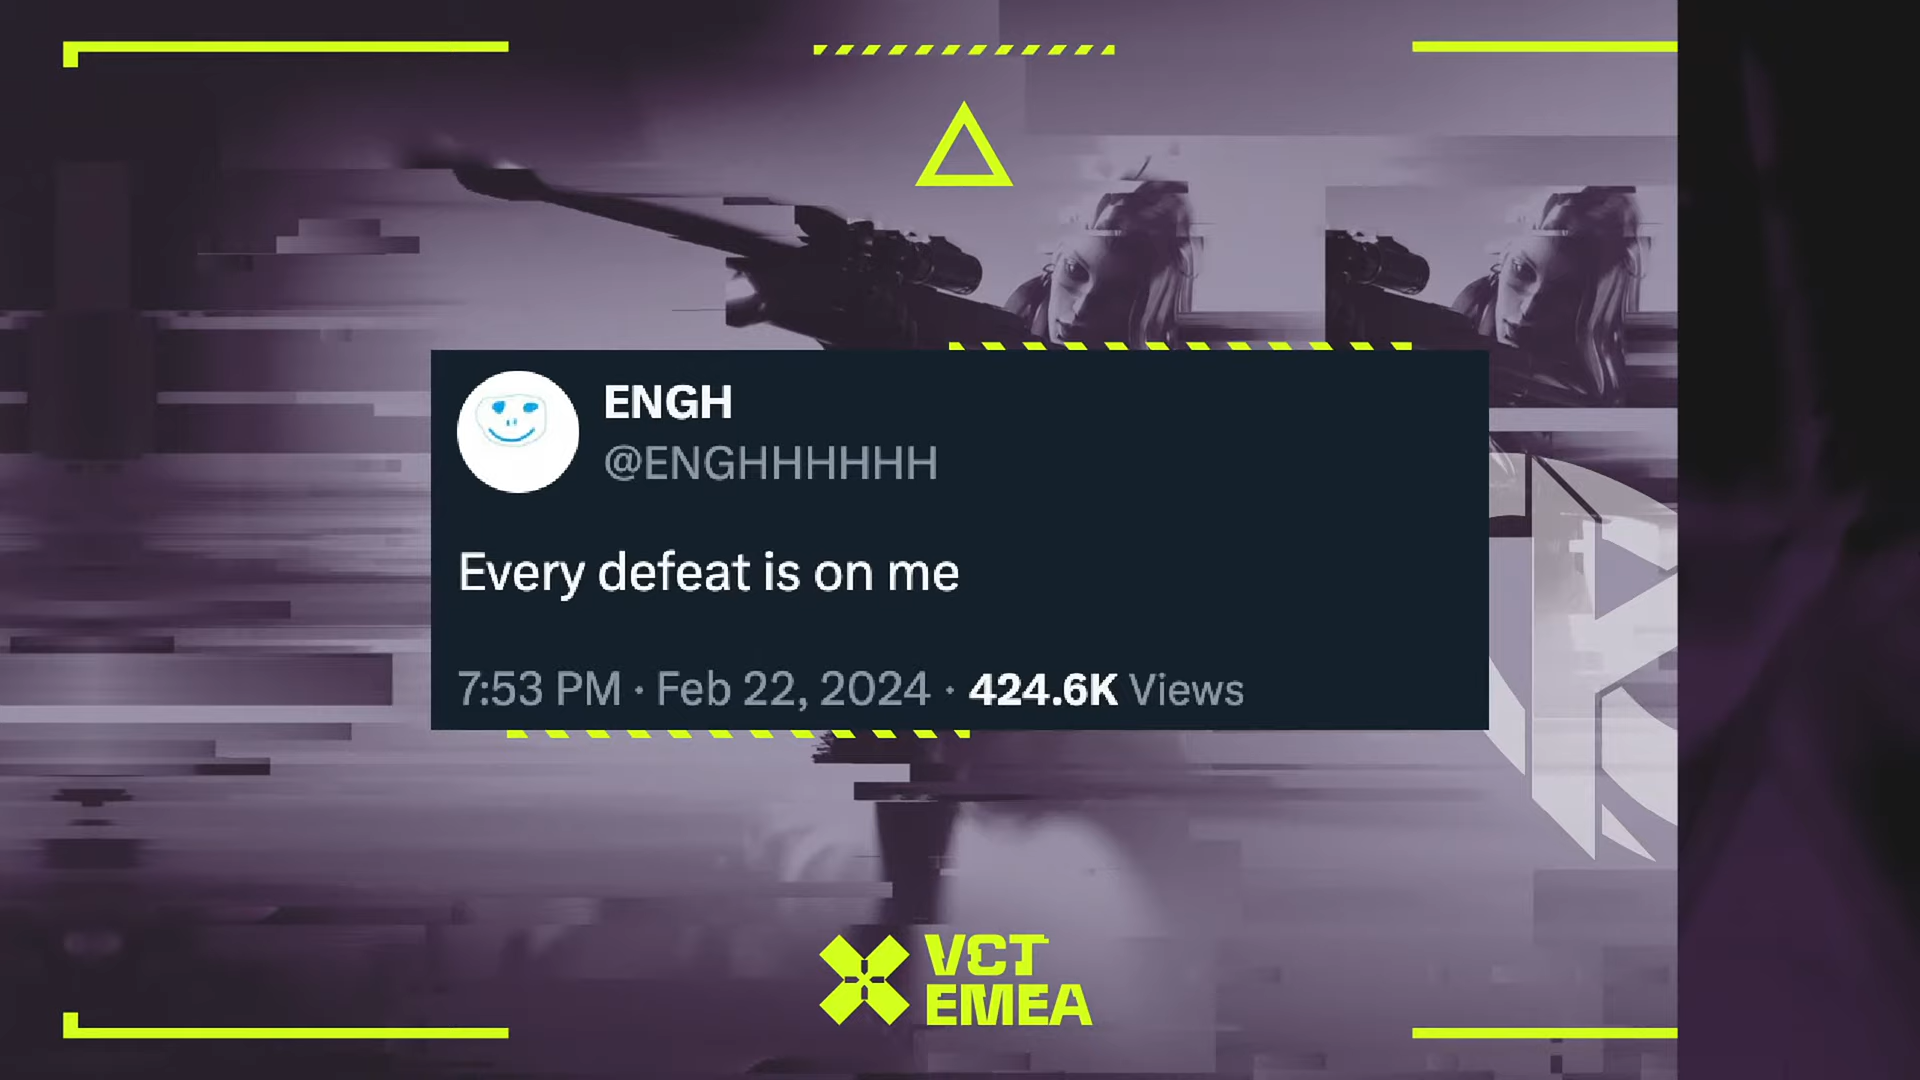 ENGH
@ENGHHHHHH
Every defeat is on me
7:53 PM · Feb 22, 2024 · 424.6K Views
VCT
EMEA